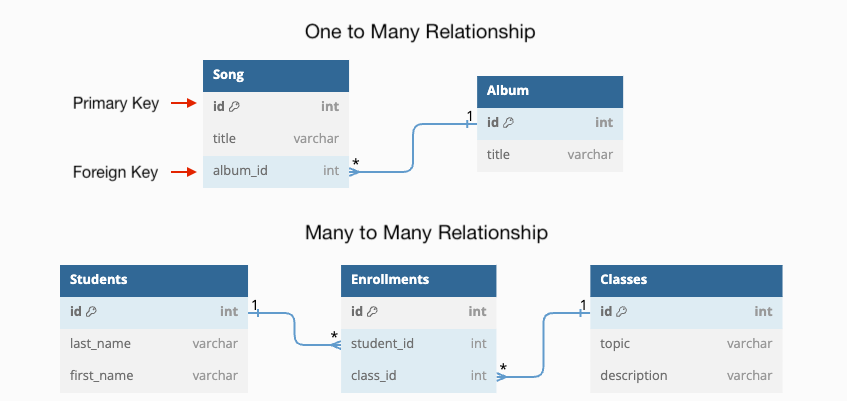 One to Many Relationship
Song
Primary Key id int
title varchar
Foreign Key album_id int
*
1
Album
id int
title varchar
Many to Many Relationship
Students
id int
last_name varchar
first_name varchar
1
*
Enrollments
id int
student_id int
class_id int
*
1
Classes
id int
topic varchar
description varchar